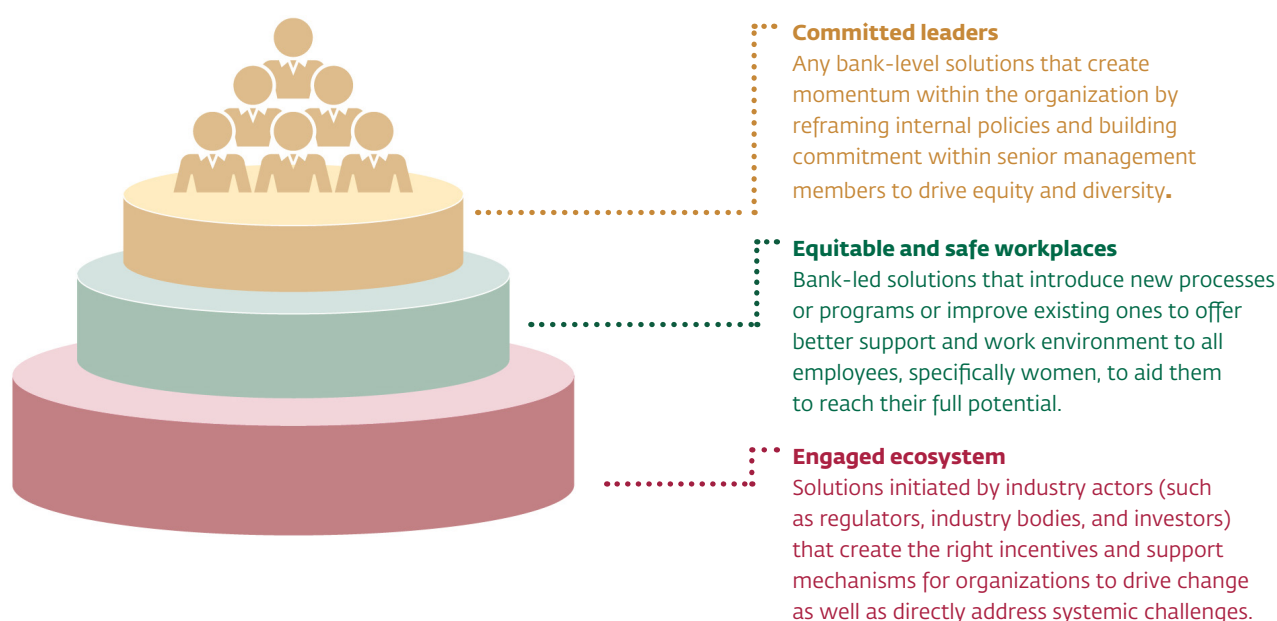 Committed leaders
Any bank-level solutions that create
momentum within the organization by
reframing internal policies and building
commitment within senior management
members to drive equity and diversity.
Equitable and safe workplaces
Bank-led solutions that introduce new processes
or programs or improve existing ones to offer
better support and work environment to all
employees, specifically women, to aid them
to reach their full potential.
Engaged ecosystem
Solutions initiated by industry actors (such
as regulators, industry bodies, and investors)
that create the right incentives and support
mechanisms for organizations to drive change
as well as directly address systemic challenges.